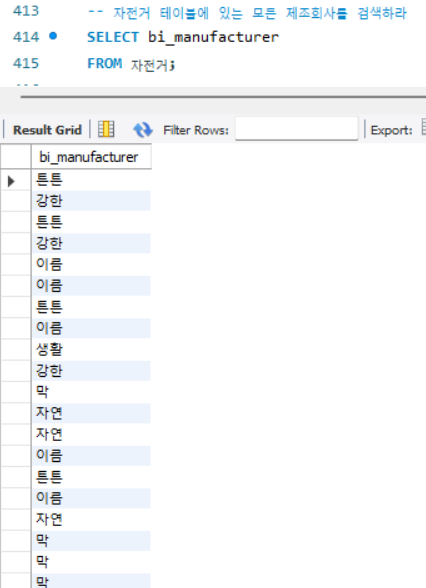 413 -- 자전거 테이블에 있는 모든 제조회사를 검색하라
414 SELECT bi_manufacturer
415 FROM 자전거;
Result Grid Filter Rows: Export:
bi_manufacturer
튼튼
강한
튼튼
강한
이름
이름
튼튼
이름
생활
강한
막
자연
자연
이름
튼튼
이름
자연
막
막
막